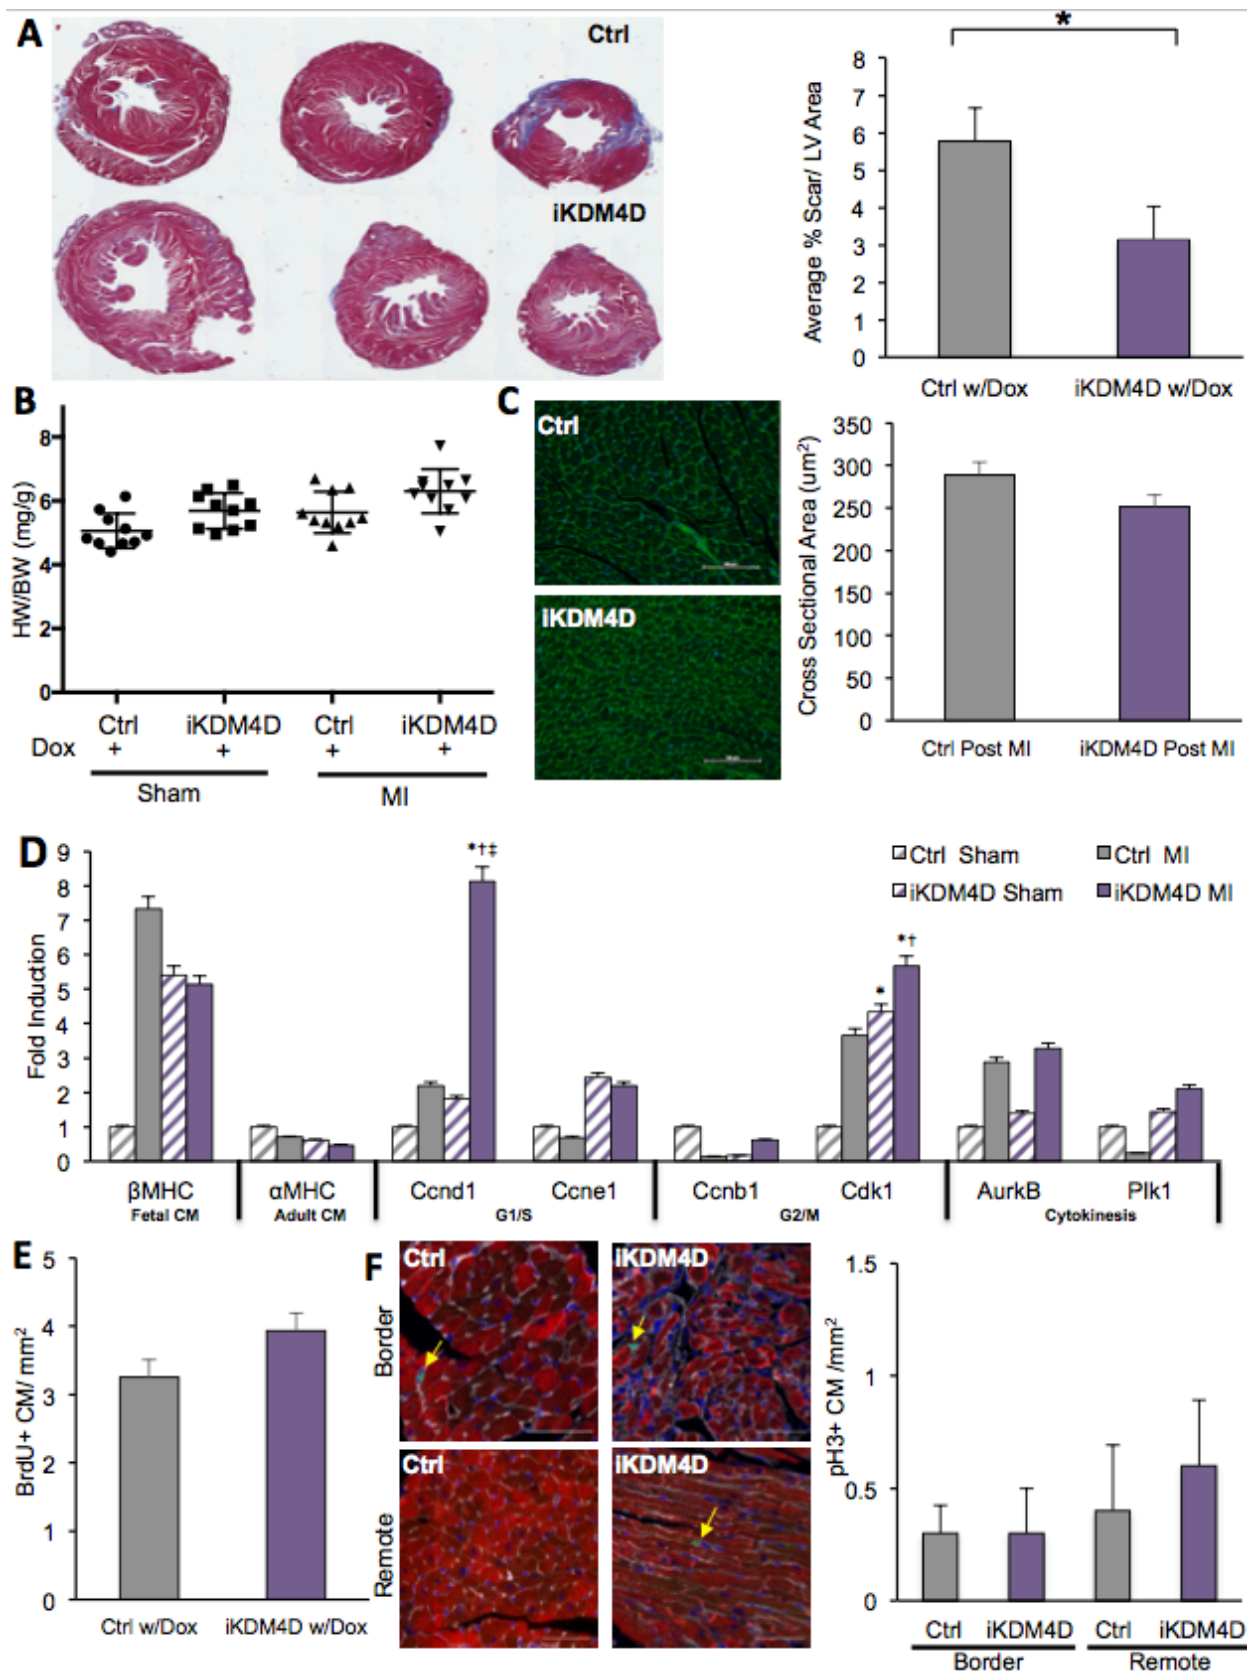 A
Ctrl
iKDM4D
*
Average % Scar/ LV Area
8
7
6
5
4
3
2
1
0
Ctrl w/Dox iKDM4D w/Dox
B
HW/BW (mg/g)
8
6
4
2
0
Ctrl iKDM4D Ctrl iKDM4D
Dox + + + +
Sham MI
C
Ctrl
iKDM4D
Cross Sectional Area (um²)
350
300
250
200
150
100
50
0
Ctrl Post MI iKDM4D Post MI
D
Fold Induction
9
8
7
6
5
4
3
2
1
0
*†‡
*
*†
Ctrl Sham Ctrl MI
iKDM4D Sham iKDM4D MI
βMHC αMHC Ccnd1 Ccne1 Ccnb1 Cdk1 AurkB Plk1
Fetal CM Adult CM G1/S G2/M Cytokinesis
E
BrdU+ CM/ mm²
5
4
3
2
1
0
Ctrl w/Dox iKDM4D w/Dox
F
Ctrl iKDM4D
Border
Ctrl iKDM4D
Remote
pH3+ CM /mm²
1.5
1
0.5
0
Ctrl iKDM4D Ctrl iKDM4D
Border Remote